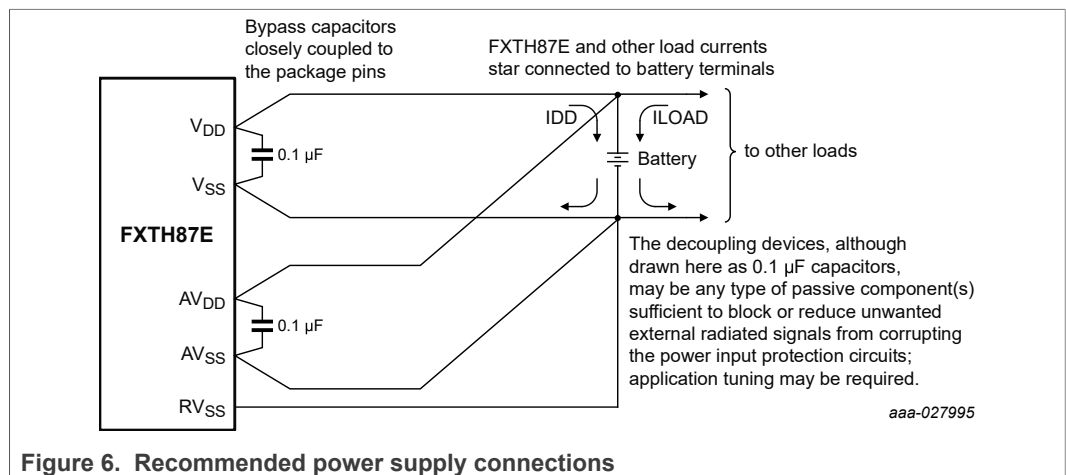 Bypass capacitors
closely coupled to
the package pins
FXTH87E and other load currents
star connected to battery terminals
VDD
0.1 µF
VSS
FXTH87E
AVDD
0.1 µF
AVSS
RVSS
IDD
ILOAD
Battery
to other loads
The decoupling devices, although
drawn here as 0.1 µF capacitors,
may be any type of passive component(s)
sufficient to block or reduce unwanted
external radiated signals from corrupting
the power input protection circuits;
application tuning may be required.
aaa-027995
Figure 6. Recommended power supply connections